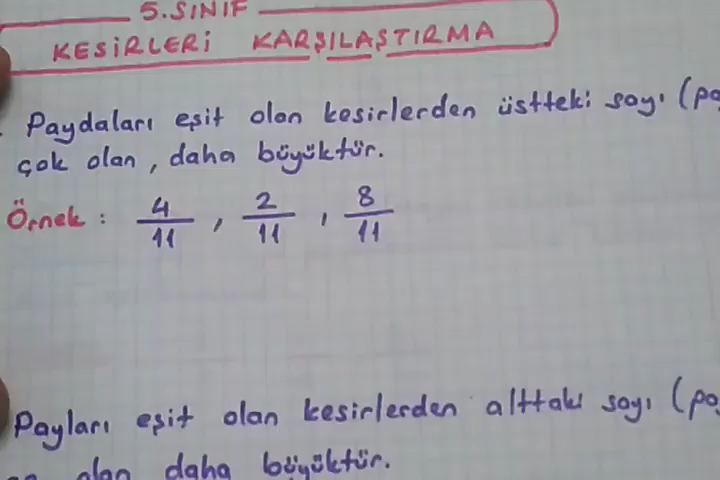 5. SINIF
KESİRLERİ KARŞILAŞTIRMA
Paydaları eşit olan kesirlerden üstteki sayı
çok olan, daha büyüktür.
Örnek : 4/11 , 2/11 , 8/11
Payları eşit olan kesirlerden alttaki sayı
olan daha büyüktür.